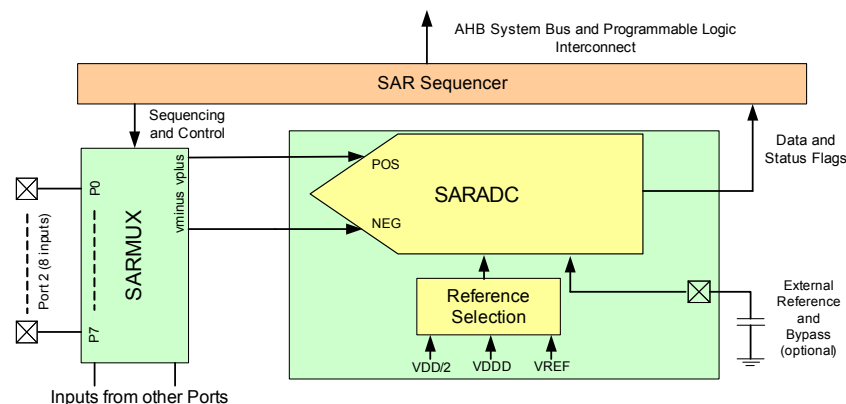 AHB System Bus and Programmable Logic
Interconnect
SAR Sequencer
Sequencing
and Control
Data and
Status Flags
vminus vplus
POS
NEG
SARADC
P0
P7
Port 2 (8 inputs)
SARMUX
Reference
Selection
External
Reference
and
Bypass
(optional)
VDD/2
VDDD
VREF
Inputs from other Ports